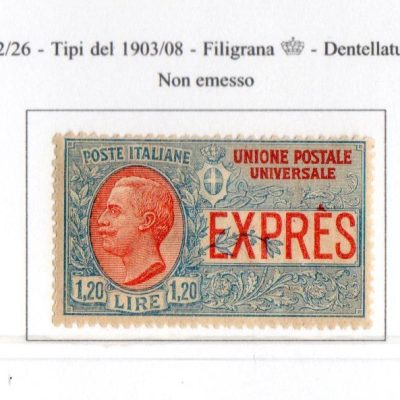 2/26 - Tipi del 1903/08 - Filigrana - Dentellatu
Non emesso
POSTE ITALIANE
UNIONE POSTALE
UNIVERSALE
EXPRÈS
1,20 LIRE 1,20